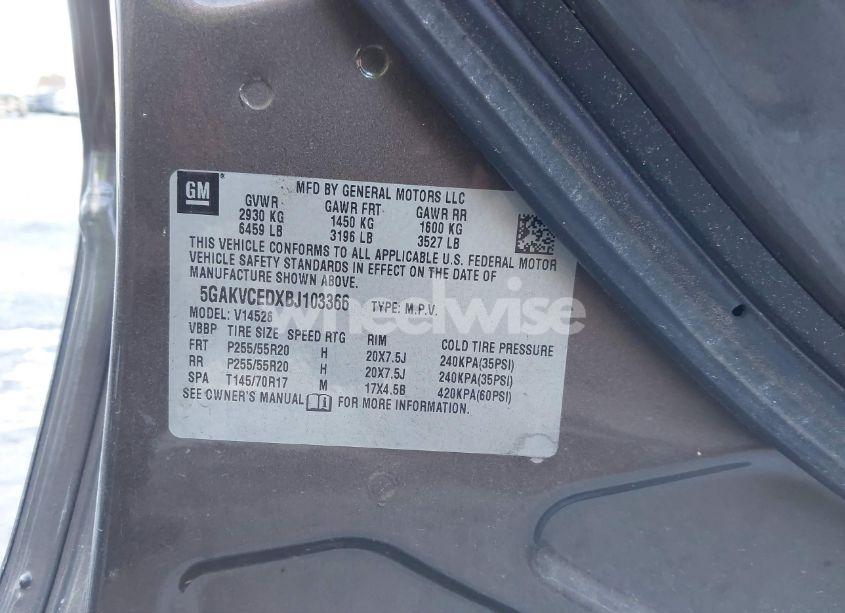 GM
MFD BY GENERAL MOTORS LLC
GVWR GAWR FRT GAWR RR
2930 KG 1450 KG 1600 KG
6459 LB 3196 LB 3527 LB
THIS VEHICLE CONFORMS TO ALL APPLICABLE U.S. FEDERAL MOTOR
VEHICLE SAFETY STANDARDS IN EFFECT ON THE DATE OF
MANUFACTURE SHOWN ABOVE.
5GAKVCEDXBJ103366 TYPE: M.P.V.
MODEL: V14526
VBBP TIRE SIZE SPEED RTG RIM COLD TIRE PRESSURE
FRT P255/55R20 H 20X7.5J 240KPA(35PSI)
RR P255/55R20 H 20X7.5J 240KPA(35PSI)
SPA T145/70R17 M 17X4.5B 420KPA(60PSI)
SEE OWNER'S MANUAL FOR MORE INFORMATION.
wheelwise